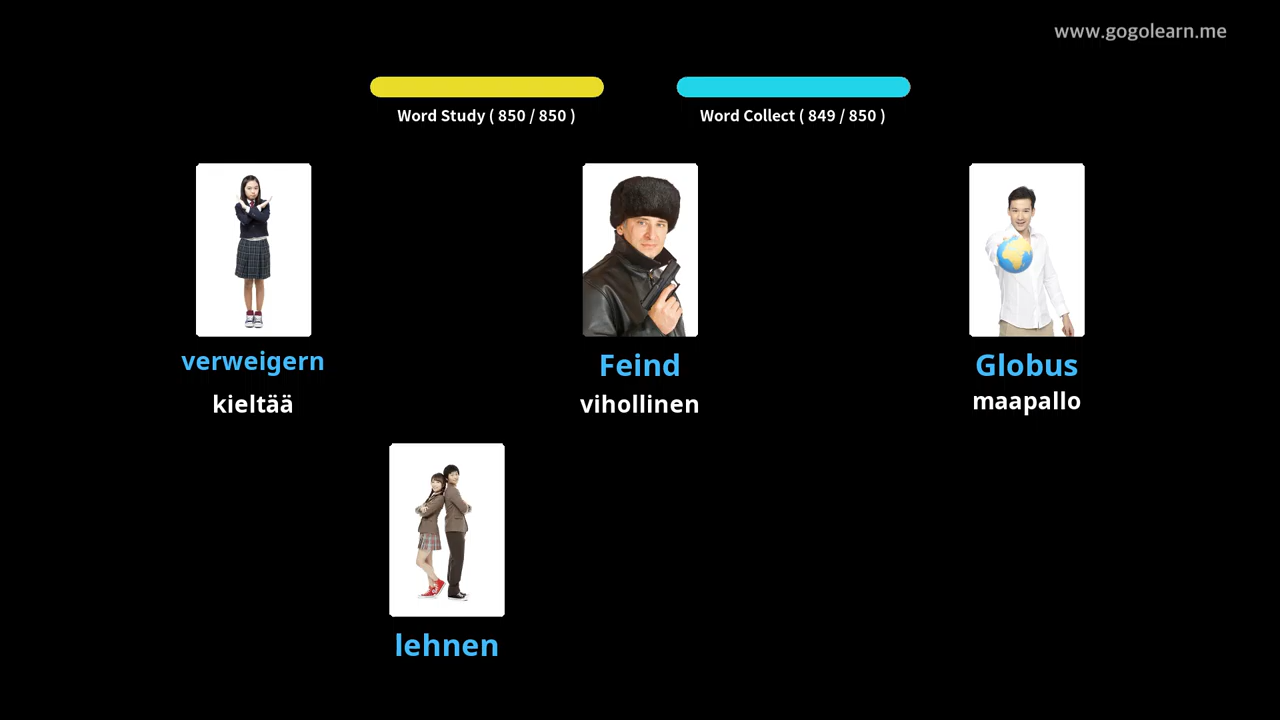 www.gogolearn.me
Word Study ( 850 / 850 )
Word Collect ( 849 / 850 )
verweigern
kieltää
Feind
vihollinen
Globus
maapallo
lehnen